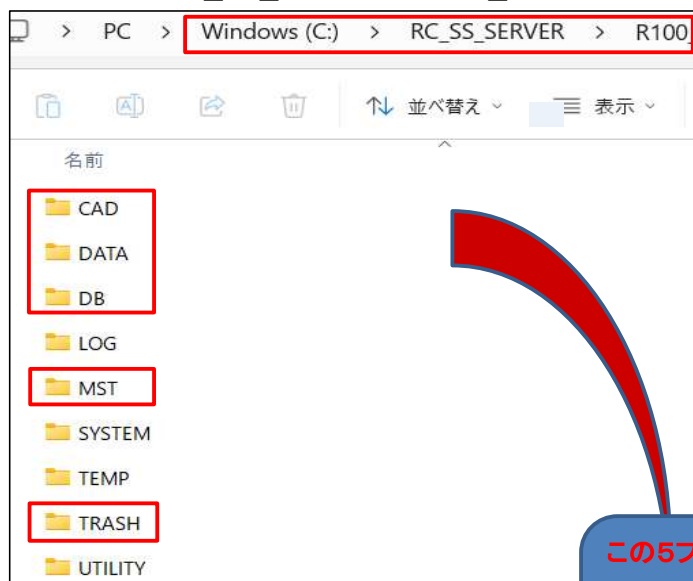 > PC > Windows (C:) > RC_SS_SERVER > R100_
並べ替え 表示
名前
CAD
DATA
DB
LOG
MST
SYSTEM
TEMP
TRASH
UTILITY
この5フ